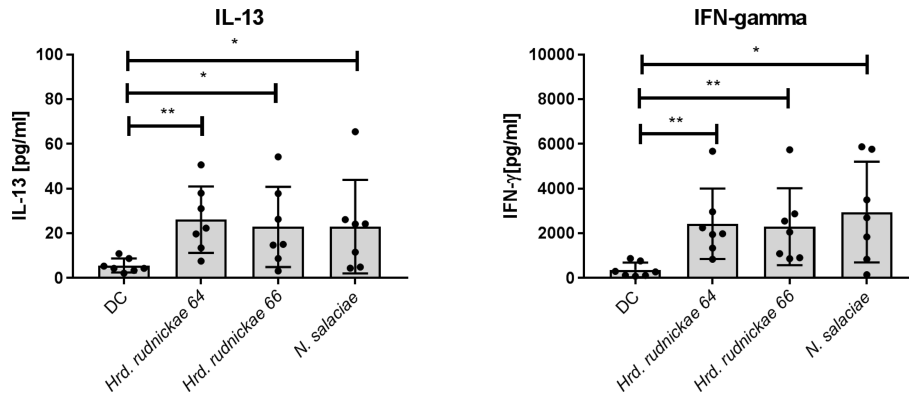 IL-13
*
*
**
100
80
60
40
20
0
IL-13 [pg/ml]
DC
Hrd. rudnickae 64
Hrd. rudnickae 66
N. salaciae
IFN-gamma
*
**
**
10000
8000
6000
4000
2000
0
IFN-γ[pg/ml]
DC
Hrd. rudnickae 64
Hrd. rudnickae 66
N. salaciae